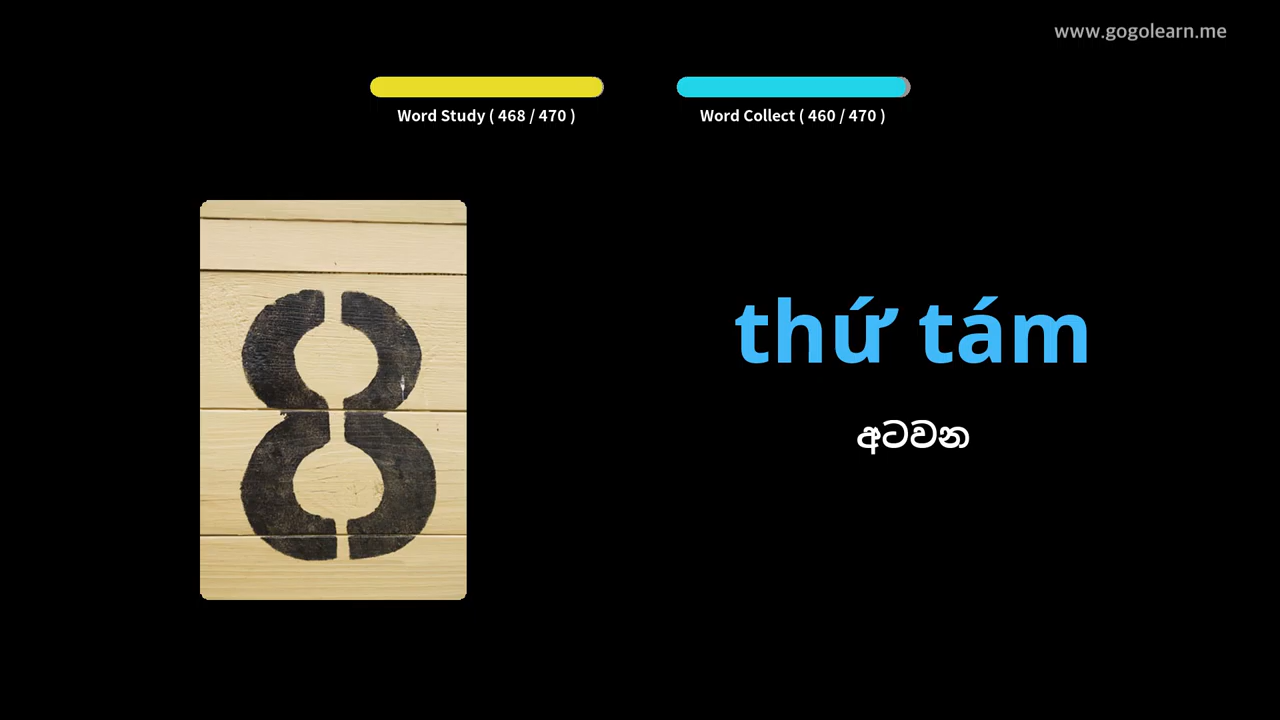 www.gogolearn.me
Word Study ( 468 / 470 )
Word Collect ( 460 / 470 )
8
thứ tám
අටවන